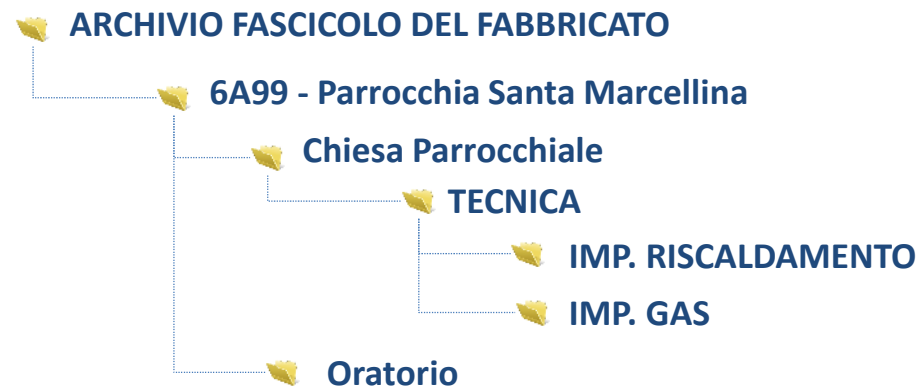 ARCHIVIO FASCICOLO DEL FABBRICATO
6A99 - Parrocchia Santa Marcellina
Chiesa Parrocchiale
TECNICA
IMP. RISCALDAMENTO
IMP. GAS
Oratorio